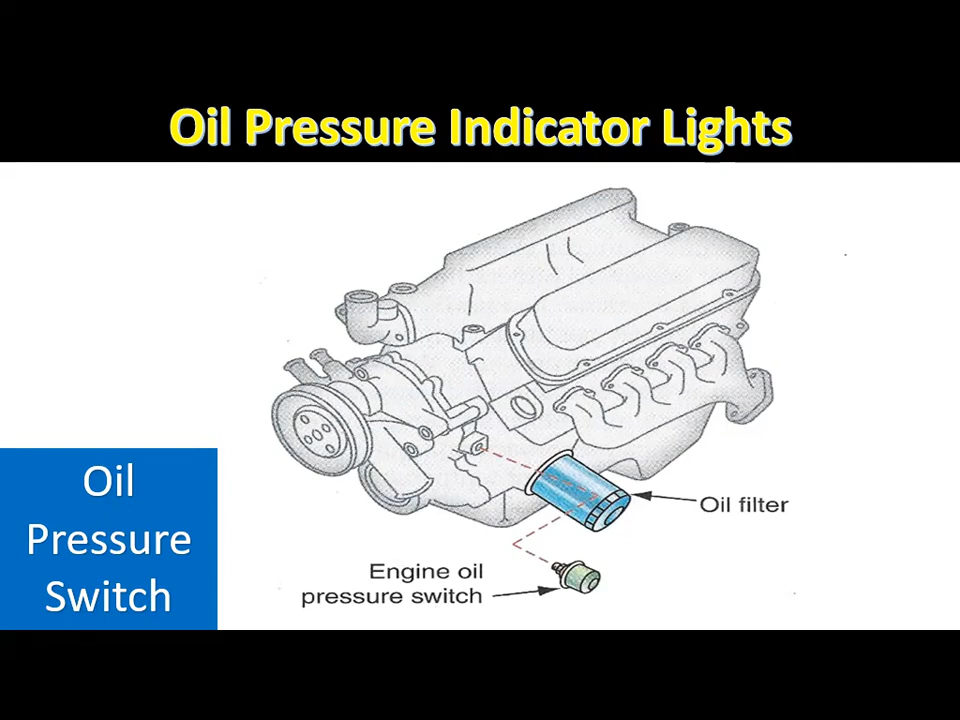 Oil Pressure Indicator Lights
Oil filter
Engine oil
pressure switch
Oil
Pressure
Switch